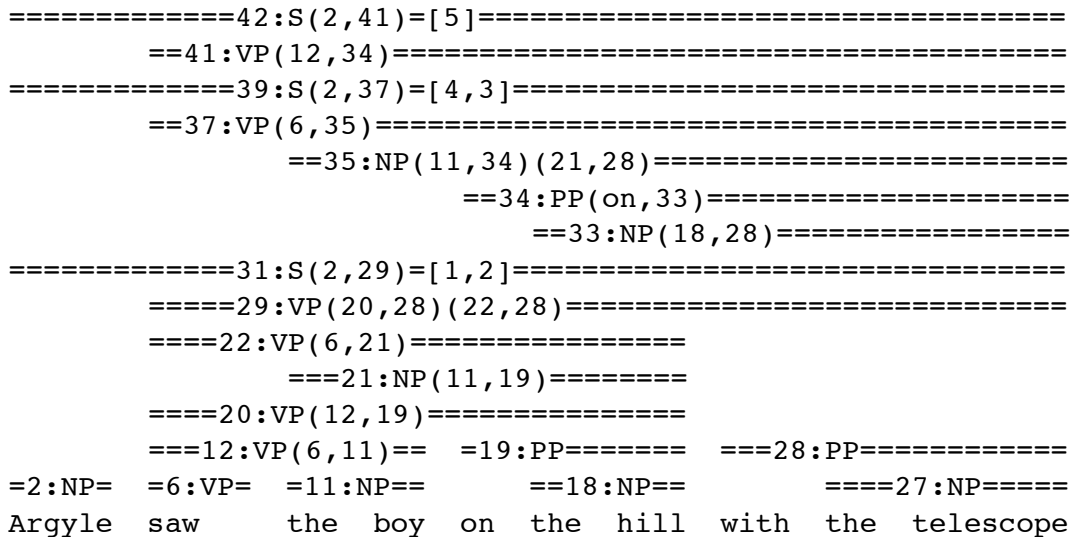 =============42:S(2,41)=[5]==================================
==41:VP(12,34)=======================================
=============39:S(2,37)=[4,3]================================
==37:VP(6,35)========================================
==35:NP(11,34)(21,28)========================
==34:PP(on,33)=====================
==33:NP(18,28)=================
=============31:S(2,29)=[1,2]================================
=====29:VP(20,28)(22,28)=============================
====22:VP(6,21)================
===21:NP(11,19)========
====20:VP(12,19)===============
===12:VP(6,11)== =19:PP======= ===28:PP============
=2:NP= =6:VP= =11:NP== ==18:NP== ====27:NP=====
Argyle saw the boy on the hill with the telescope